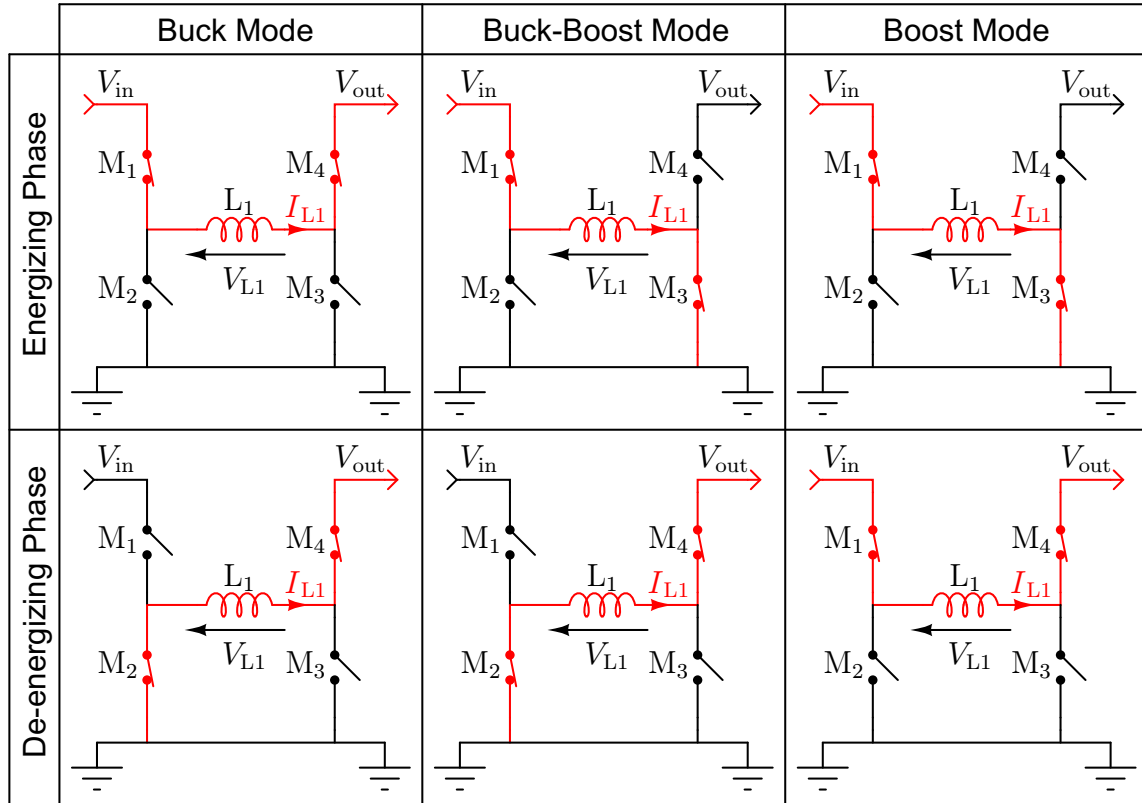 Buck Mode
Buck-Boost Mode
Boost Mode
Energizing Phase
V_in
V_out
M_1
M_4
L_1
I_L1
M_2
V_L1
M_3
V_in
V_out
M_1
M_4
L_1
I_L1
M_2
V_L1
M_3
V_in
V_out
M_1
M_4
L_1
I_L1
M_2
V_L1
M_3
De-energizing Phase
V_in
V_out
M_1
M_4
L_1
I_L1
M_2
V_L1
M_3
V_in
V_out
M_1
M_4
L_1
I_L1
M_2
V_L1
M_3
V_in
V_out
M_1
M_4
L_1
I_L1
M_2
V_L1
M_3